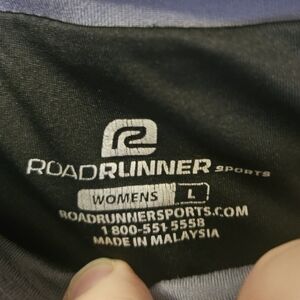 ROADRUNNER SPORTS
WOMENS L
ROADRUNNERSPORTS.COM
1 800-551 5558
MADE IN MALAYSIA